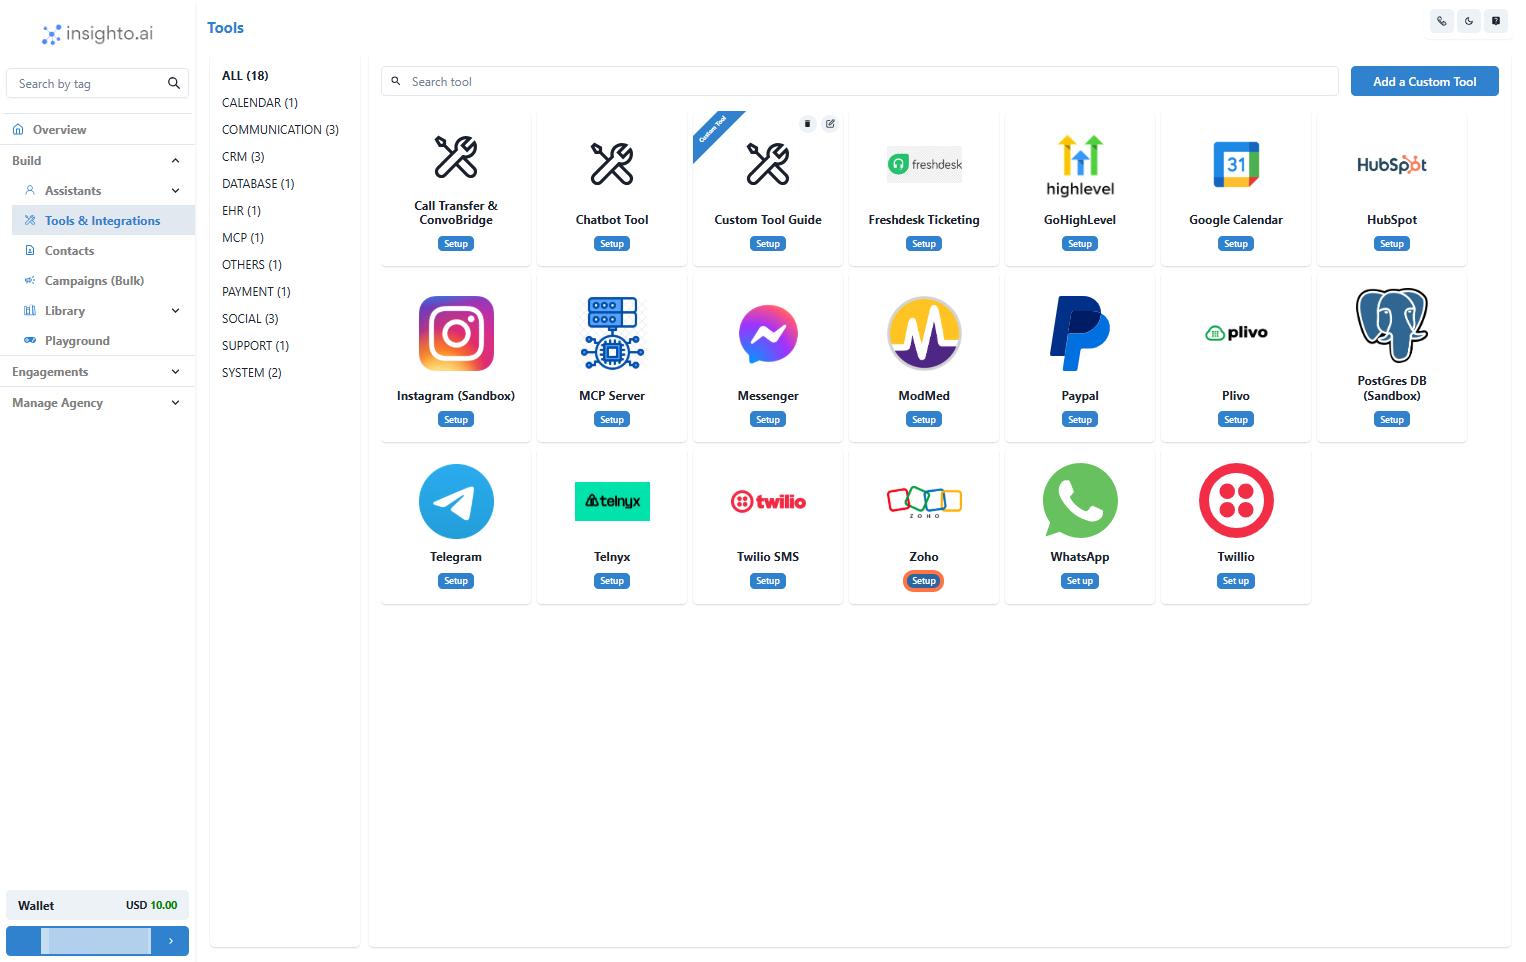 insighto.ai
Tools
Search by tag
Overview
Build
Assistants
Tools & Integrations
Contacts
Campaigns (Bulk)
Library
Playground
Engagements
Manage Agency
Wallet
USD 10.00
ALL (18)
CALENDAR (1)
COMMUNICATION (3)
CRM (3)
DATABASE (1)
EHR (1)
MCP (1)
OTHERS (1)
PAYMENT (1)
SOCIAL (3)
SUPPORT (1)
SYSTEM (2)
Search tool
Add a Custom Tool
Call Transfer &
ConvoBridge
Setup
Chatbot Tool
Setup
Custom Tool
Custom Tool Guide
Setup
freshdesk
Freshdesk Ticketing
Setup
highlevel
GoHighLevel
Setup
31
Google Calendar
Setup
HubSpot
HubSpot
Setup
Instagram (Sandbox)
Setup
MCP Server
Setup
Messenger
Setup
ModMed
Setup
Paypal
Setup
plivo
Plivo
Setup
PostGres DB
(Sandbox)
Setup
Telegram
Setup
telnyx
Telnyx
Setup
twilio
Twilio SMS
Setup
ZOHO
Zoho
Setup
WhatsApp
Set up
Twillio
Set up